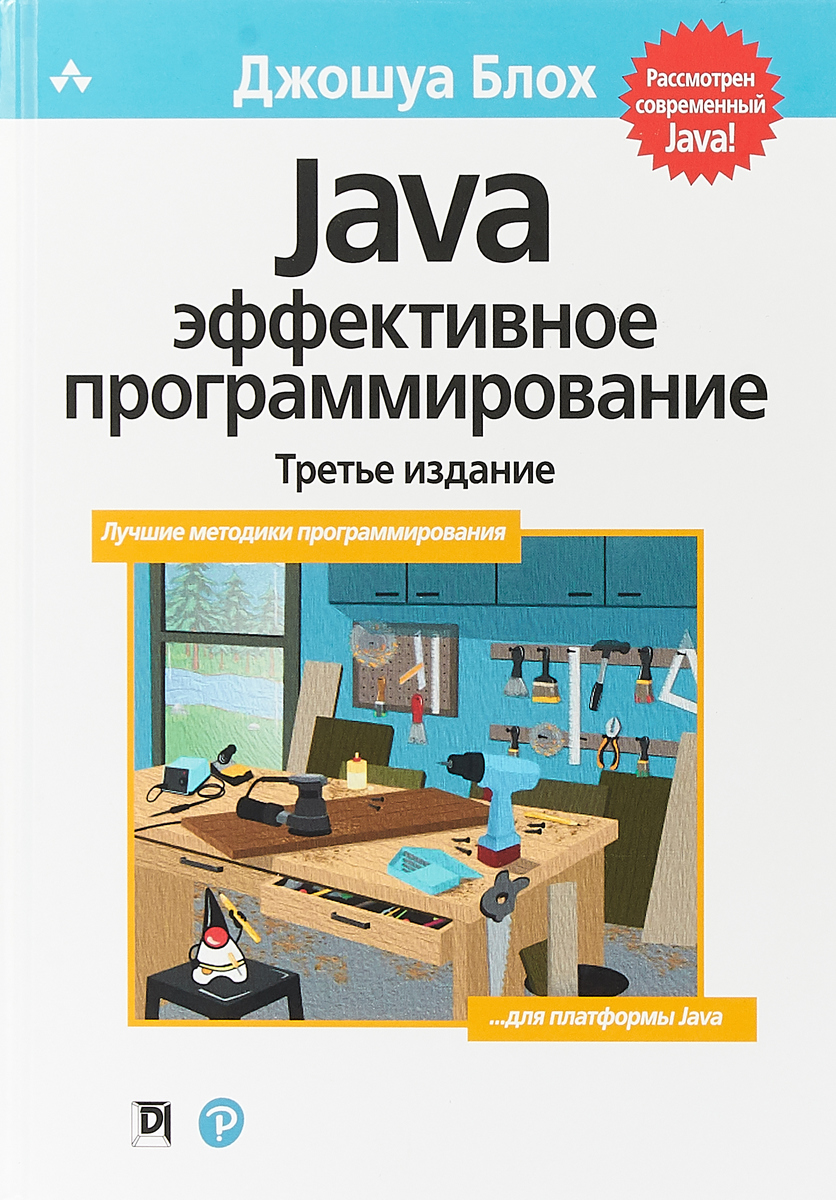 Джошуа Блох
Рассмотрен
современный
Java!
Java
эффективное
программирование
Третье издание
Лучшие методики программирования
...для платформы Java
D
P